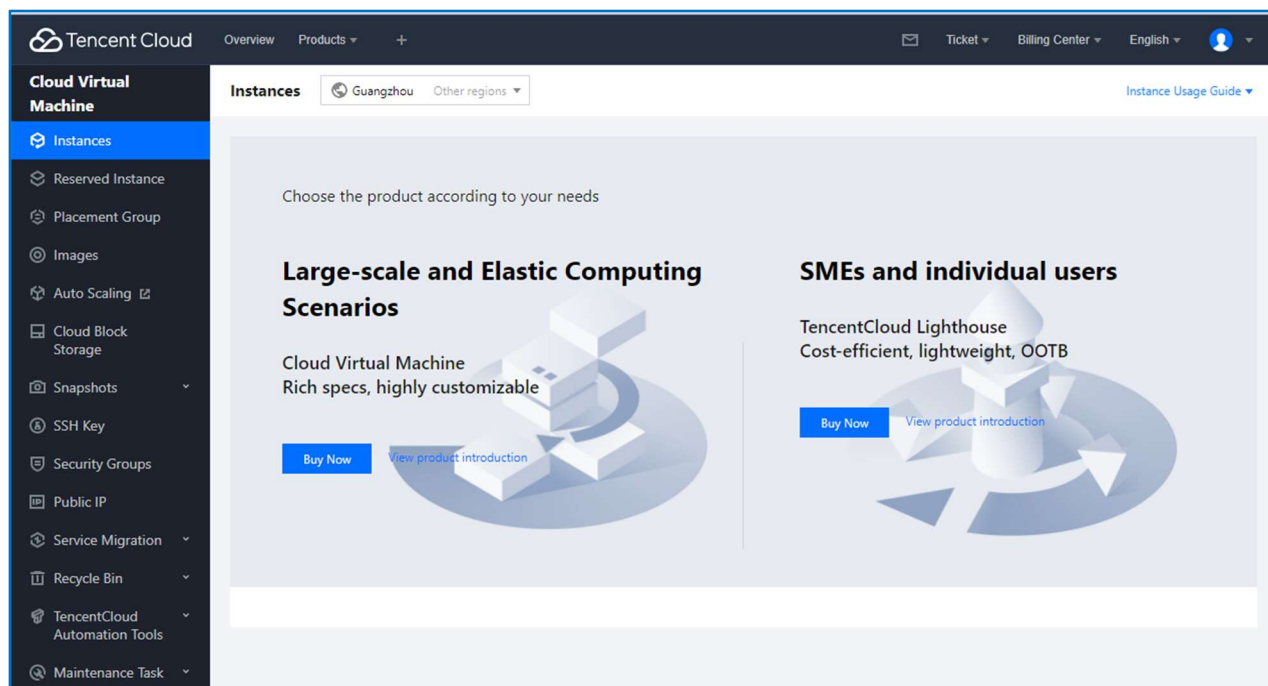 Tencent Cloud
Overview
Products
Ticket
Billing Center
English
Cloud Virtual
Machine
Instances
Reserved Instance
Placement Group
Images
Auto Scaling
Cloud Block
Storage
Snapshots
SSH Key
Security Groups
IP
Public IP
Service Migration
Recycle Bin
TencentCloud
Automation Tools
Maintenance Task
Instances
Guangzhou
Other regions
Instance Usage Guide
Choose the product according to your needs
Large-scale and Elastic Computing
Scenarios
Cloud Virtual Machine
Rich specs, highly customizable
Buy Now
View product introduction
SMEs and individual users
TencentCloud Lighthouse
Cost-efficient, lightweight, OOTB
Buy Now
View product introduction